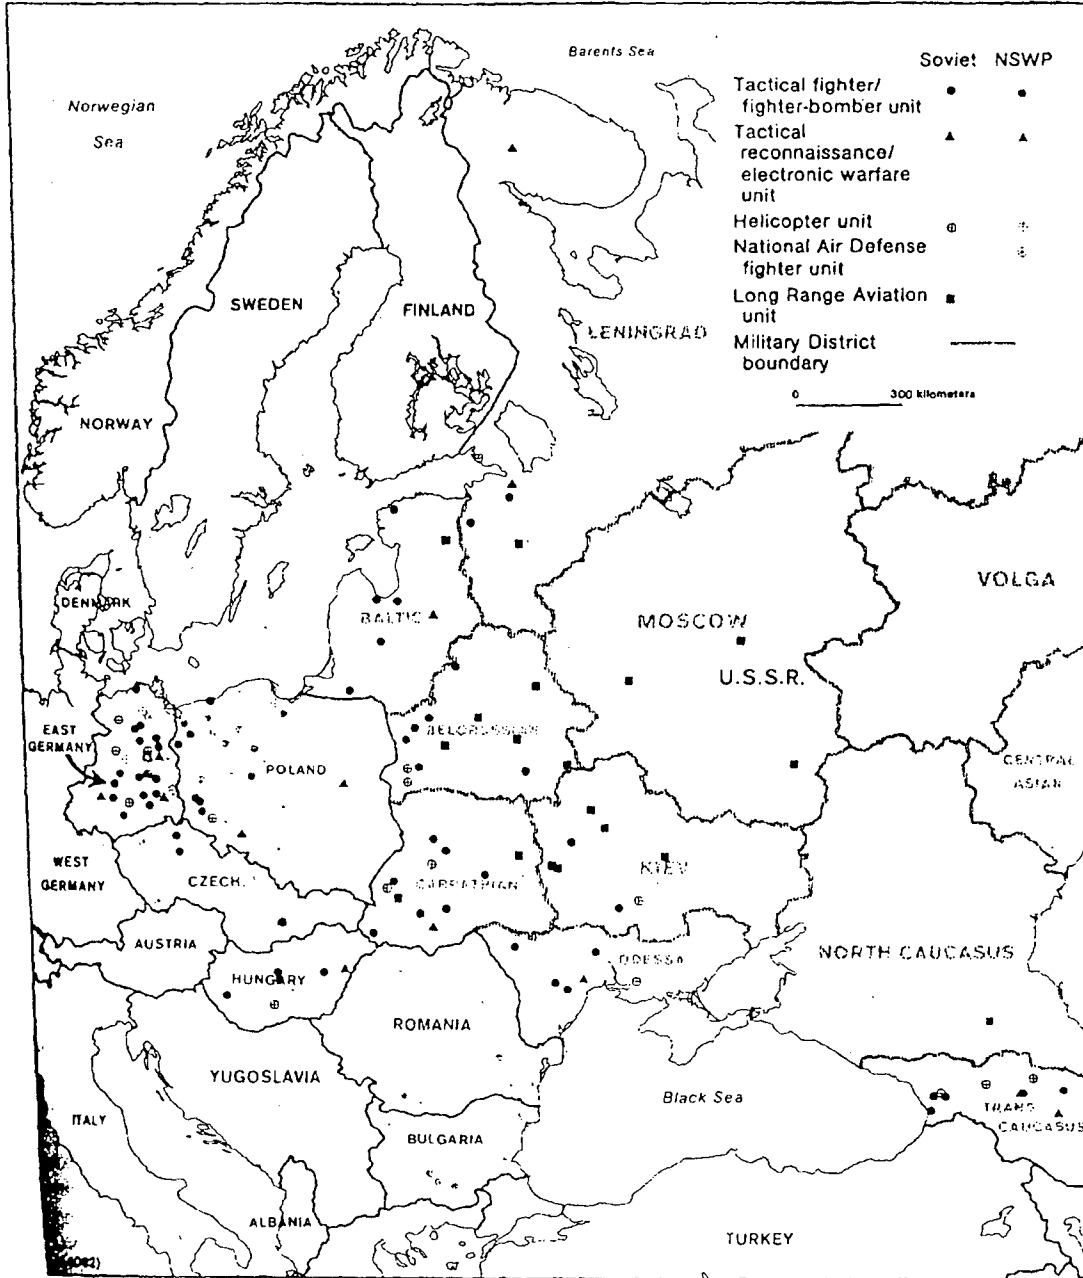 Barents Sea
Soviet NSWP
Norwegian
Sea
Tactical fighter/
fighter-bomber unit
Tactical
reconnaissance/
electronic warfare
unit
Helicopter unit
National Air Defense
fighter unit
Long Range Aviation
unit
Military District
boundary
0 300 kilometers
SWEDEN
FINLAND
LENINGRAD
NORWAY
VOLGA
DENMARK
BALTIC
MOSCOW
U.S.S.R.
EAST
GERMANY
BELORUSSIAN
POLAND
CENTRAL
ASIAN
WEST
GERMANY
CZECH.
CARPATHIAN
KIEV
AUSTRIA
HUNGARY
ODESSA
NORTH CAUCASUS
ROMANIA
YUGOSLAVIA
Black Sea
TRANS
CAUCASUS
ITALY
BULGARIA
ALBANIA
TURKEY